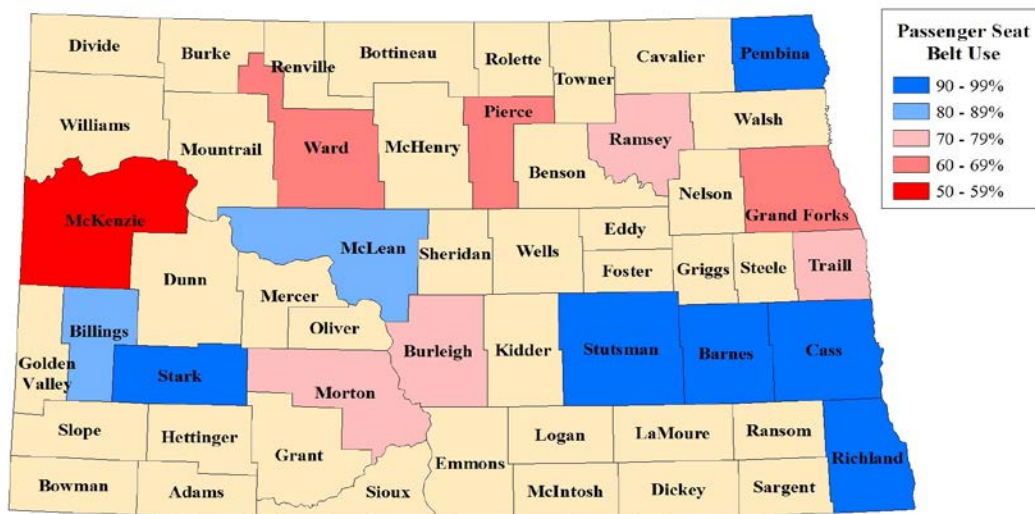 Divide
Burke
Renville
Bottineau
Rolette
Towner
Cavalier
Pembina
Williams
Mountrail
Ward
McHenry
Pierce
Benson
Ramsey
Walsh
Nelson
Grand Forks
McKenzie
Dunn
McLean
Mercer
Oliver
Sheridan
Wells
Eddy
Foster
Griggs
Steele
Traill
Golden
Valley
Billings
Stark
Morton
Burleigh
Kidder
Stutsman
Barnes
Cass
Slope
Hettinger
Grant
Emmons
Logan
LaMoure
Ransom
Richland
Bowman
Adams
Sioux
McIntosh
Dickey
Sargent
Passenger Seat
Belt Use
90 - 99%
80 - 89%
70 - 79%
60 - 69%
50 - 59%